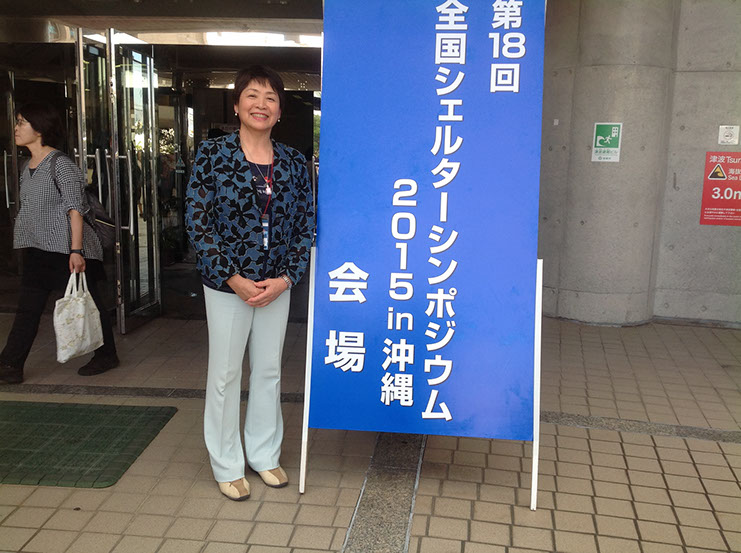 第18回
全国シェルターシンポジウム
2015 in 沖縄
会場
津波 Tsun
3.0m